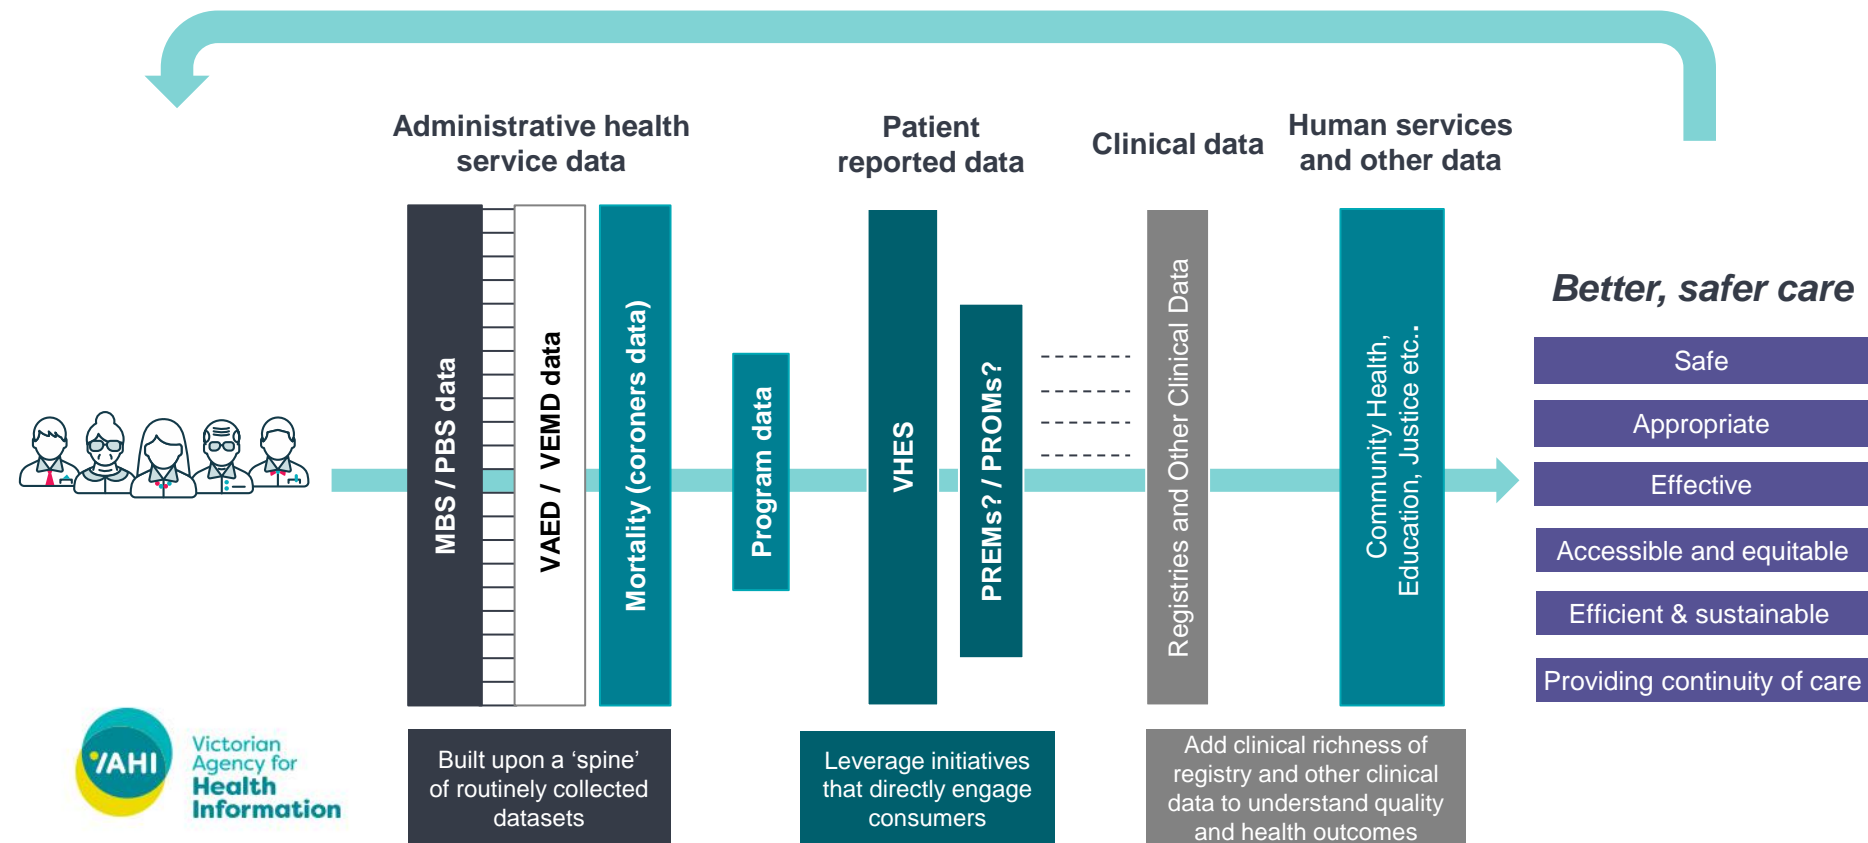 Administrative health
service data
Patient
reported data
Clinical data
Human services
and other data
MBS / PBS data
VAED / VEMD data
Mortality (coroners data)
Program data
VHES
PREMs? / PROMs?
Registries and Other Clinical Data
Community Health,
Education, Justice etc..
Better, safer care
Safe
Appropriate
Effective
Accessible and equitable
Efficient & sustainable
Providing continuity of care
VAHI
Victorian
Agency for
Health
Information
Built upon a ‘spine’
of routinely collected
datasets
Leverage initiatives
that directly engage
consumers
Add clinical richness of
registry and other clinical
data to understand quality
and health outcomes